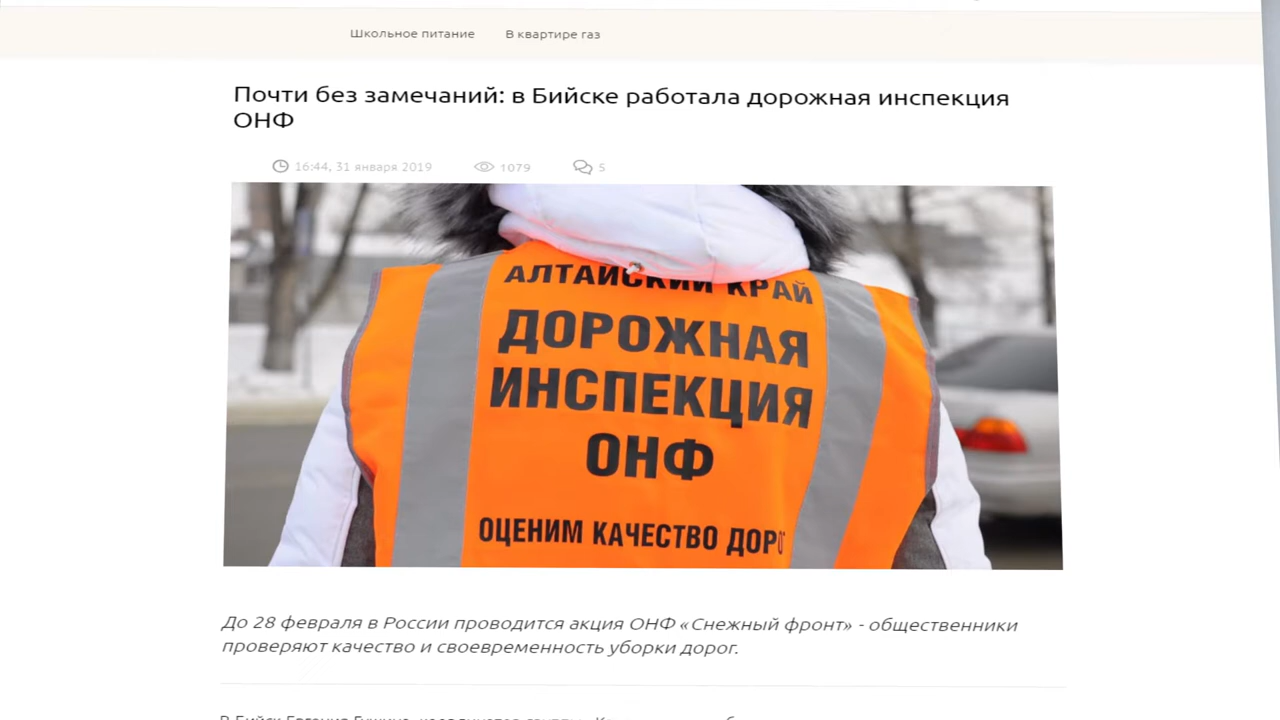 Школьное питание В квартире газ
Почти без замечаний: в Бийске работала дорожная инспекция
ОНФ
16:44, 31 января 2019 1079 5
АЛТАЙСКИЙ КРАЙ
ДОРОЖНАЯ
ИНСПЕКЦИЯ
ОНФ
ОЦЕНИМ КАЧЕСТВО ДОРОГ
До 28 февраля в России проводится акция ОНФ «Снежный фронт» - общественники
проверяют качество и своевременность уборки дорог.